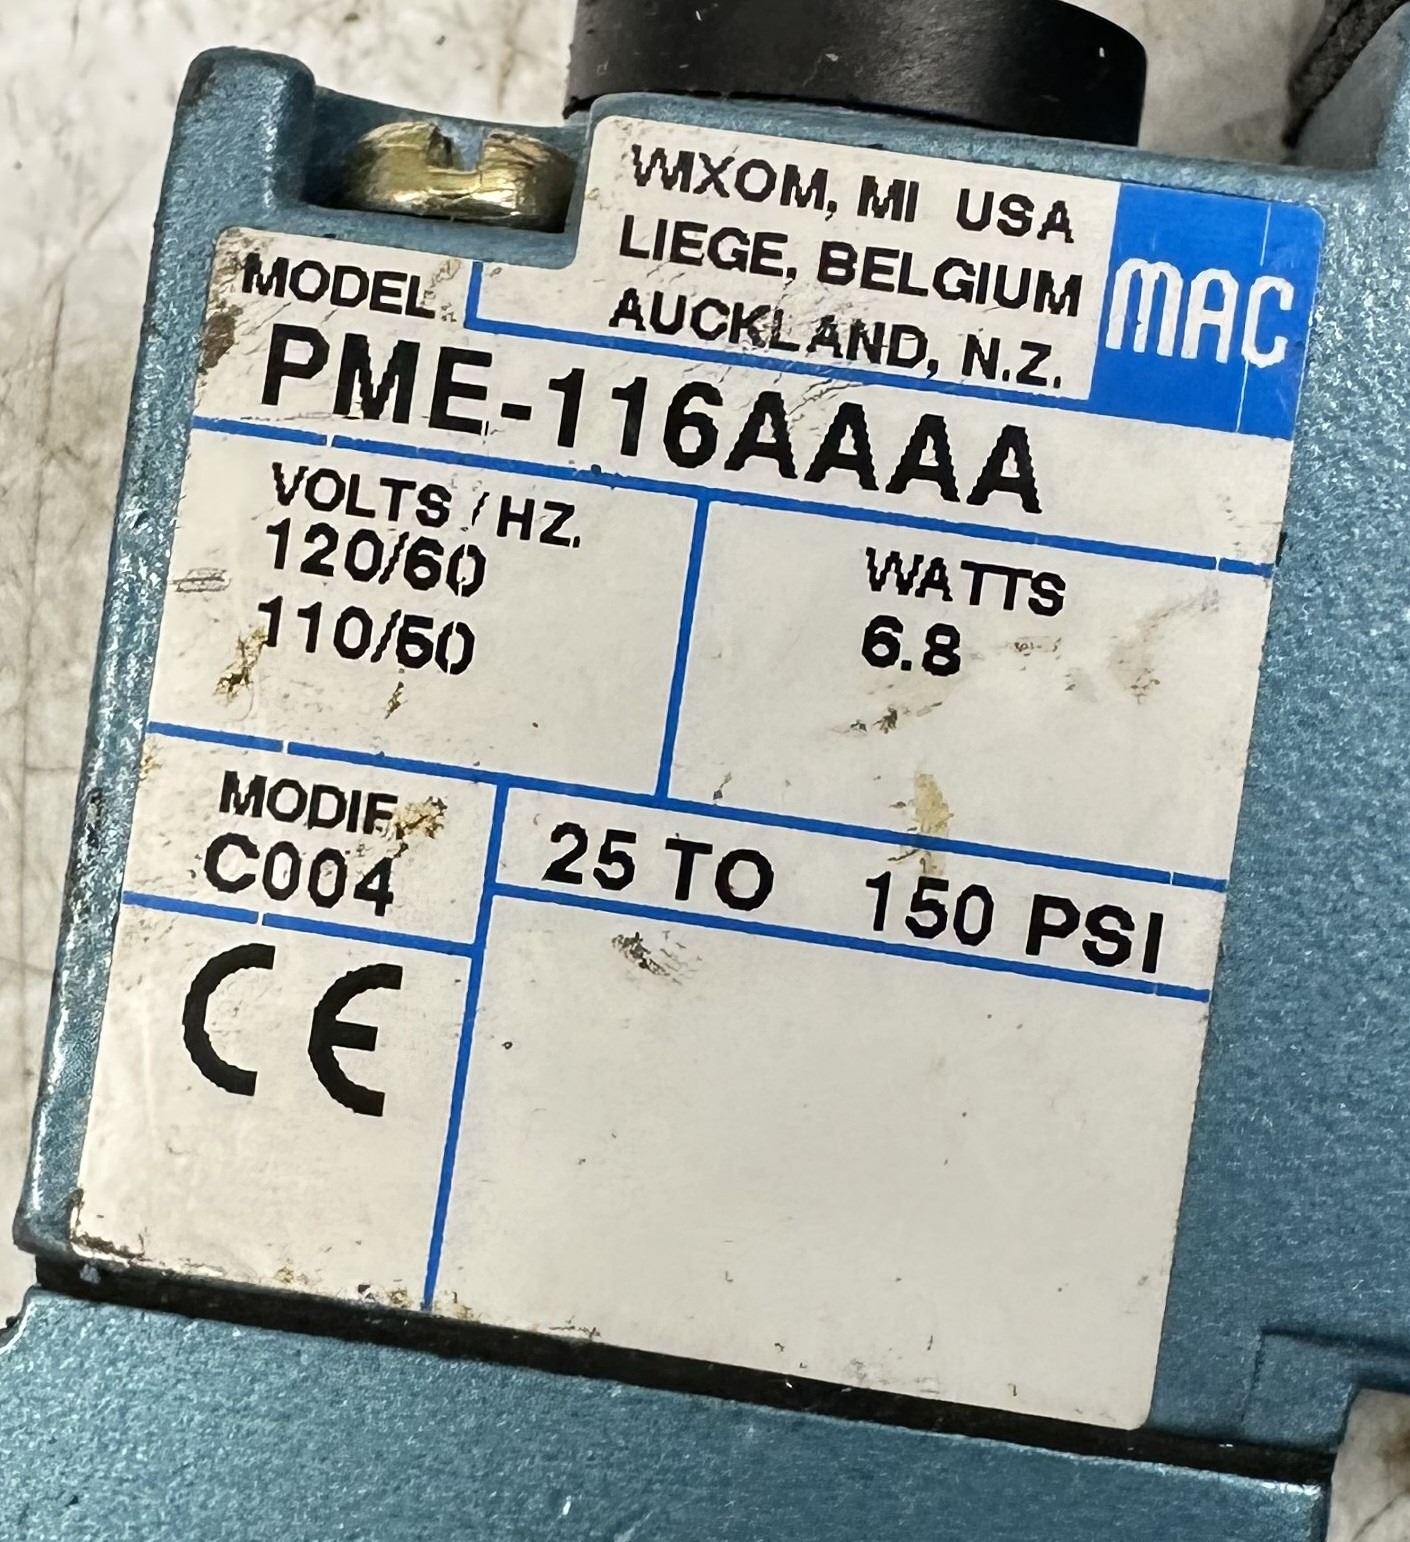 WIXOM, MI USA
LIEGE, BELGIUM
AUCKLAND, N.Z.
MAC
MODEL
PME-116AAAA
VOLTS / HZ.
120/60
110/50
WATTS
6.8
MODIF.
C004
25 TO 150 PSI
CE